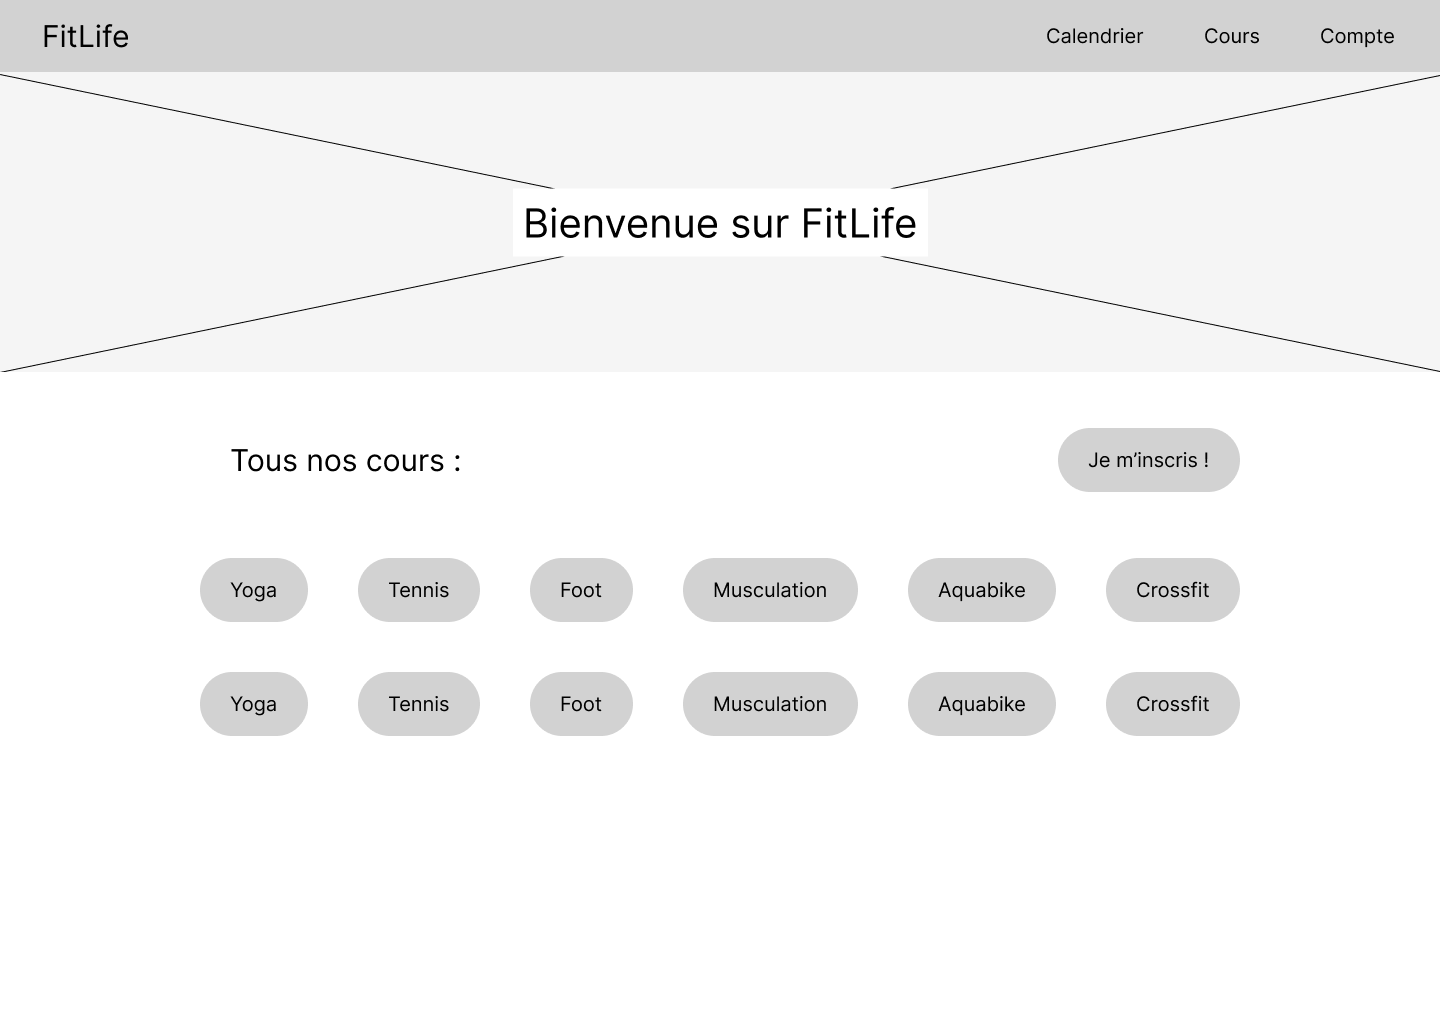 FitLife Calendrier Cours Compte
Bienvenue sur FitLife
Tous nos cours : Je m’inscris !
Yoga Tennis Foot Musculation Aquabike Crossfit
Yoga Tennis Foot Musculation Aquabike Crossfit